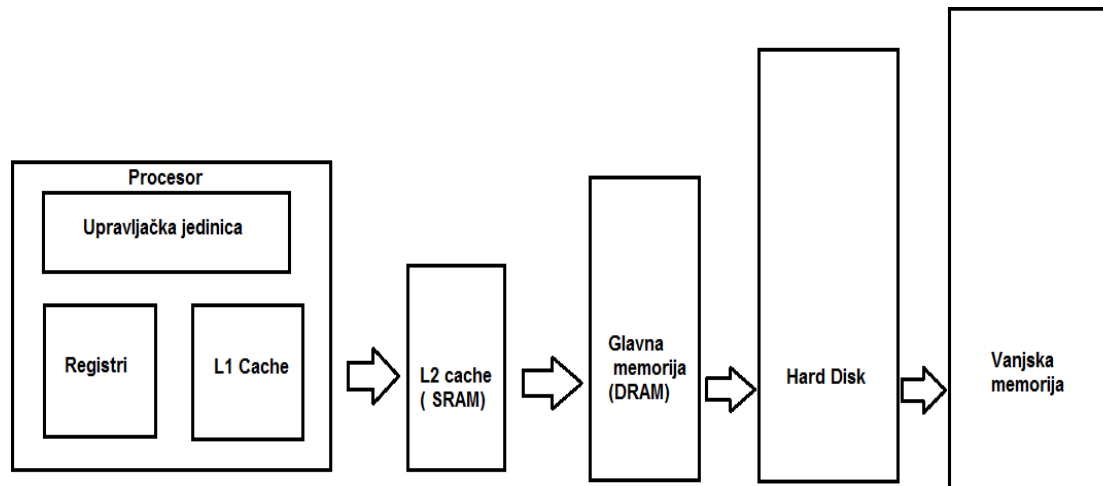 Procesor
Upravljačka jedinica
Registri
L1 Cache
L2 cache
( SRAM)
Glavna
memorija
(DRAM)
Hard Disk
Vanjska
memorija